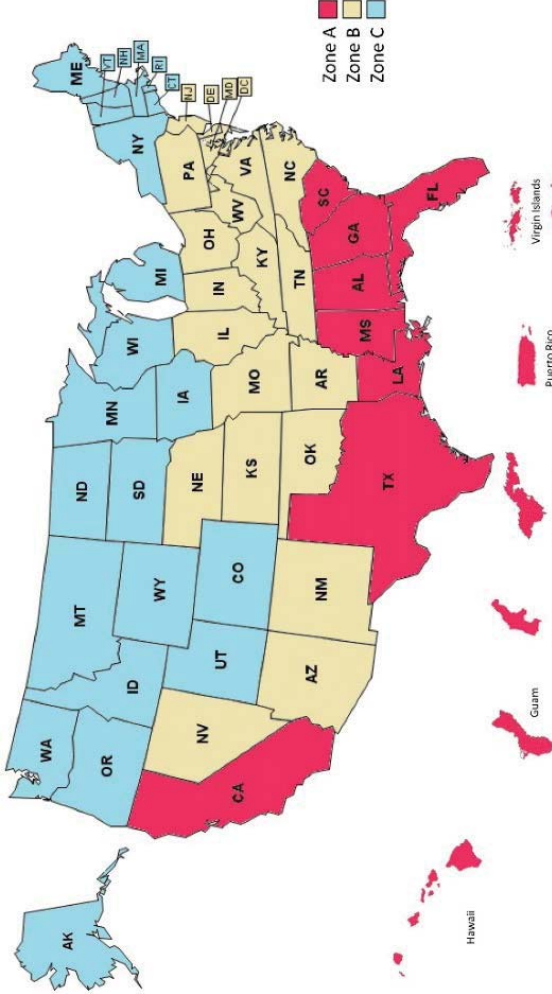 AK
WA
OR
CA
ID
NV
MT
WY
UT
AZ
CO
NM
ND
SD
NE
KS
OK
TX
MN
IA
MO
AR
LA
WI
IL
MS
MI
IN
KY
TN
AL
OH
WV
GA
SC
NC
VA
FL
PA
NY
ME
VT
NH
MA
RI
CT
NJ
DE
MD
DC
Zone A
Zone B
Zone C
Hawaii
Guam
Puerto Rico
Virgin Islands